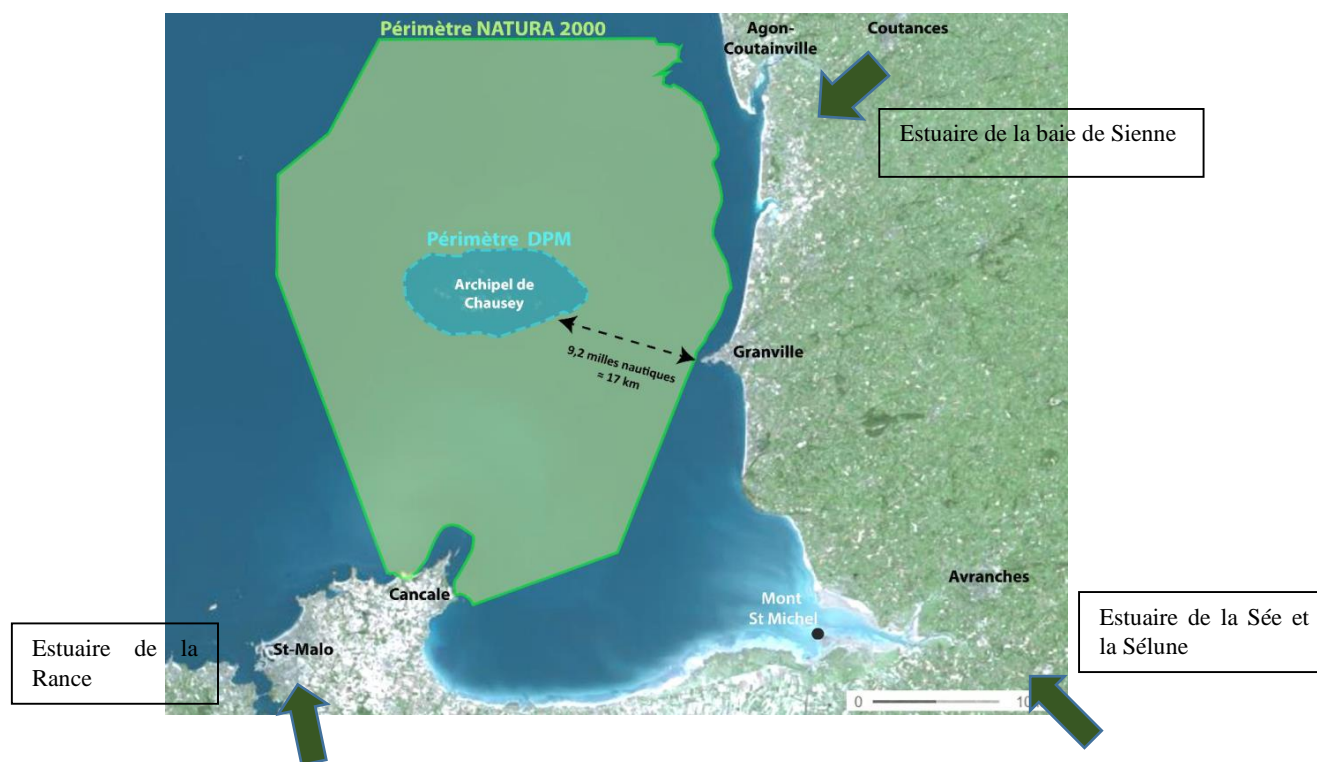 Périmètre NATURA 2000
Agon-
Coutainville
Coutances
Estuaire de la baie de Sienne
Périmètre DPM
Archipel de
Chausey
9,2 milles nautiques
= 17 km
Granville
Avranches
Cancale
Mont
St Michel
Estuaire de la Sée et
la Sélune
Estuaire de la
Rance
St-Malo
0